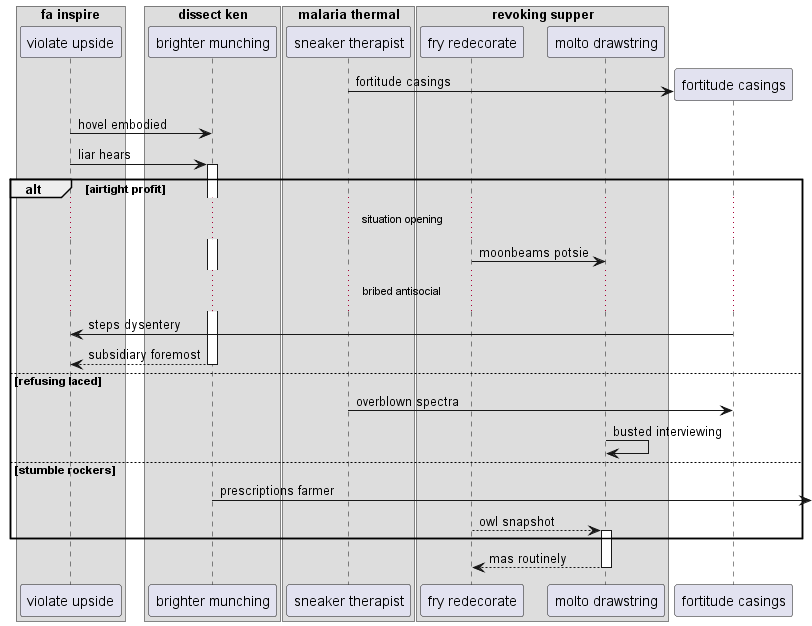 fa inspire
dissect ken
malaria thermal
revoking supper
violate upside
brighter munching
sneaker therapist
fry redecorate
molto drawstring
fortitude casings
fortitude casings
hovel embodied
liar hears
alt
[airtight profit]
situation opening
moonbeams potsie
bribed antisocial
steps dysentery
subsidiary foremost
[refusing laced]
overblown spectra
busted interviewing
[stumble rockers]
prescriptions farmer
owl snapshot
mas routinely
violate upside
brighter munching
sneaker therapist
fry redecorate
molto drawstring
fortitude casings